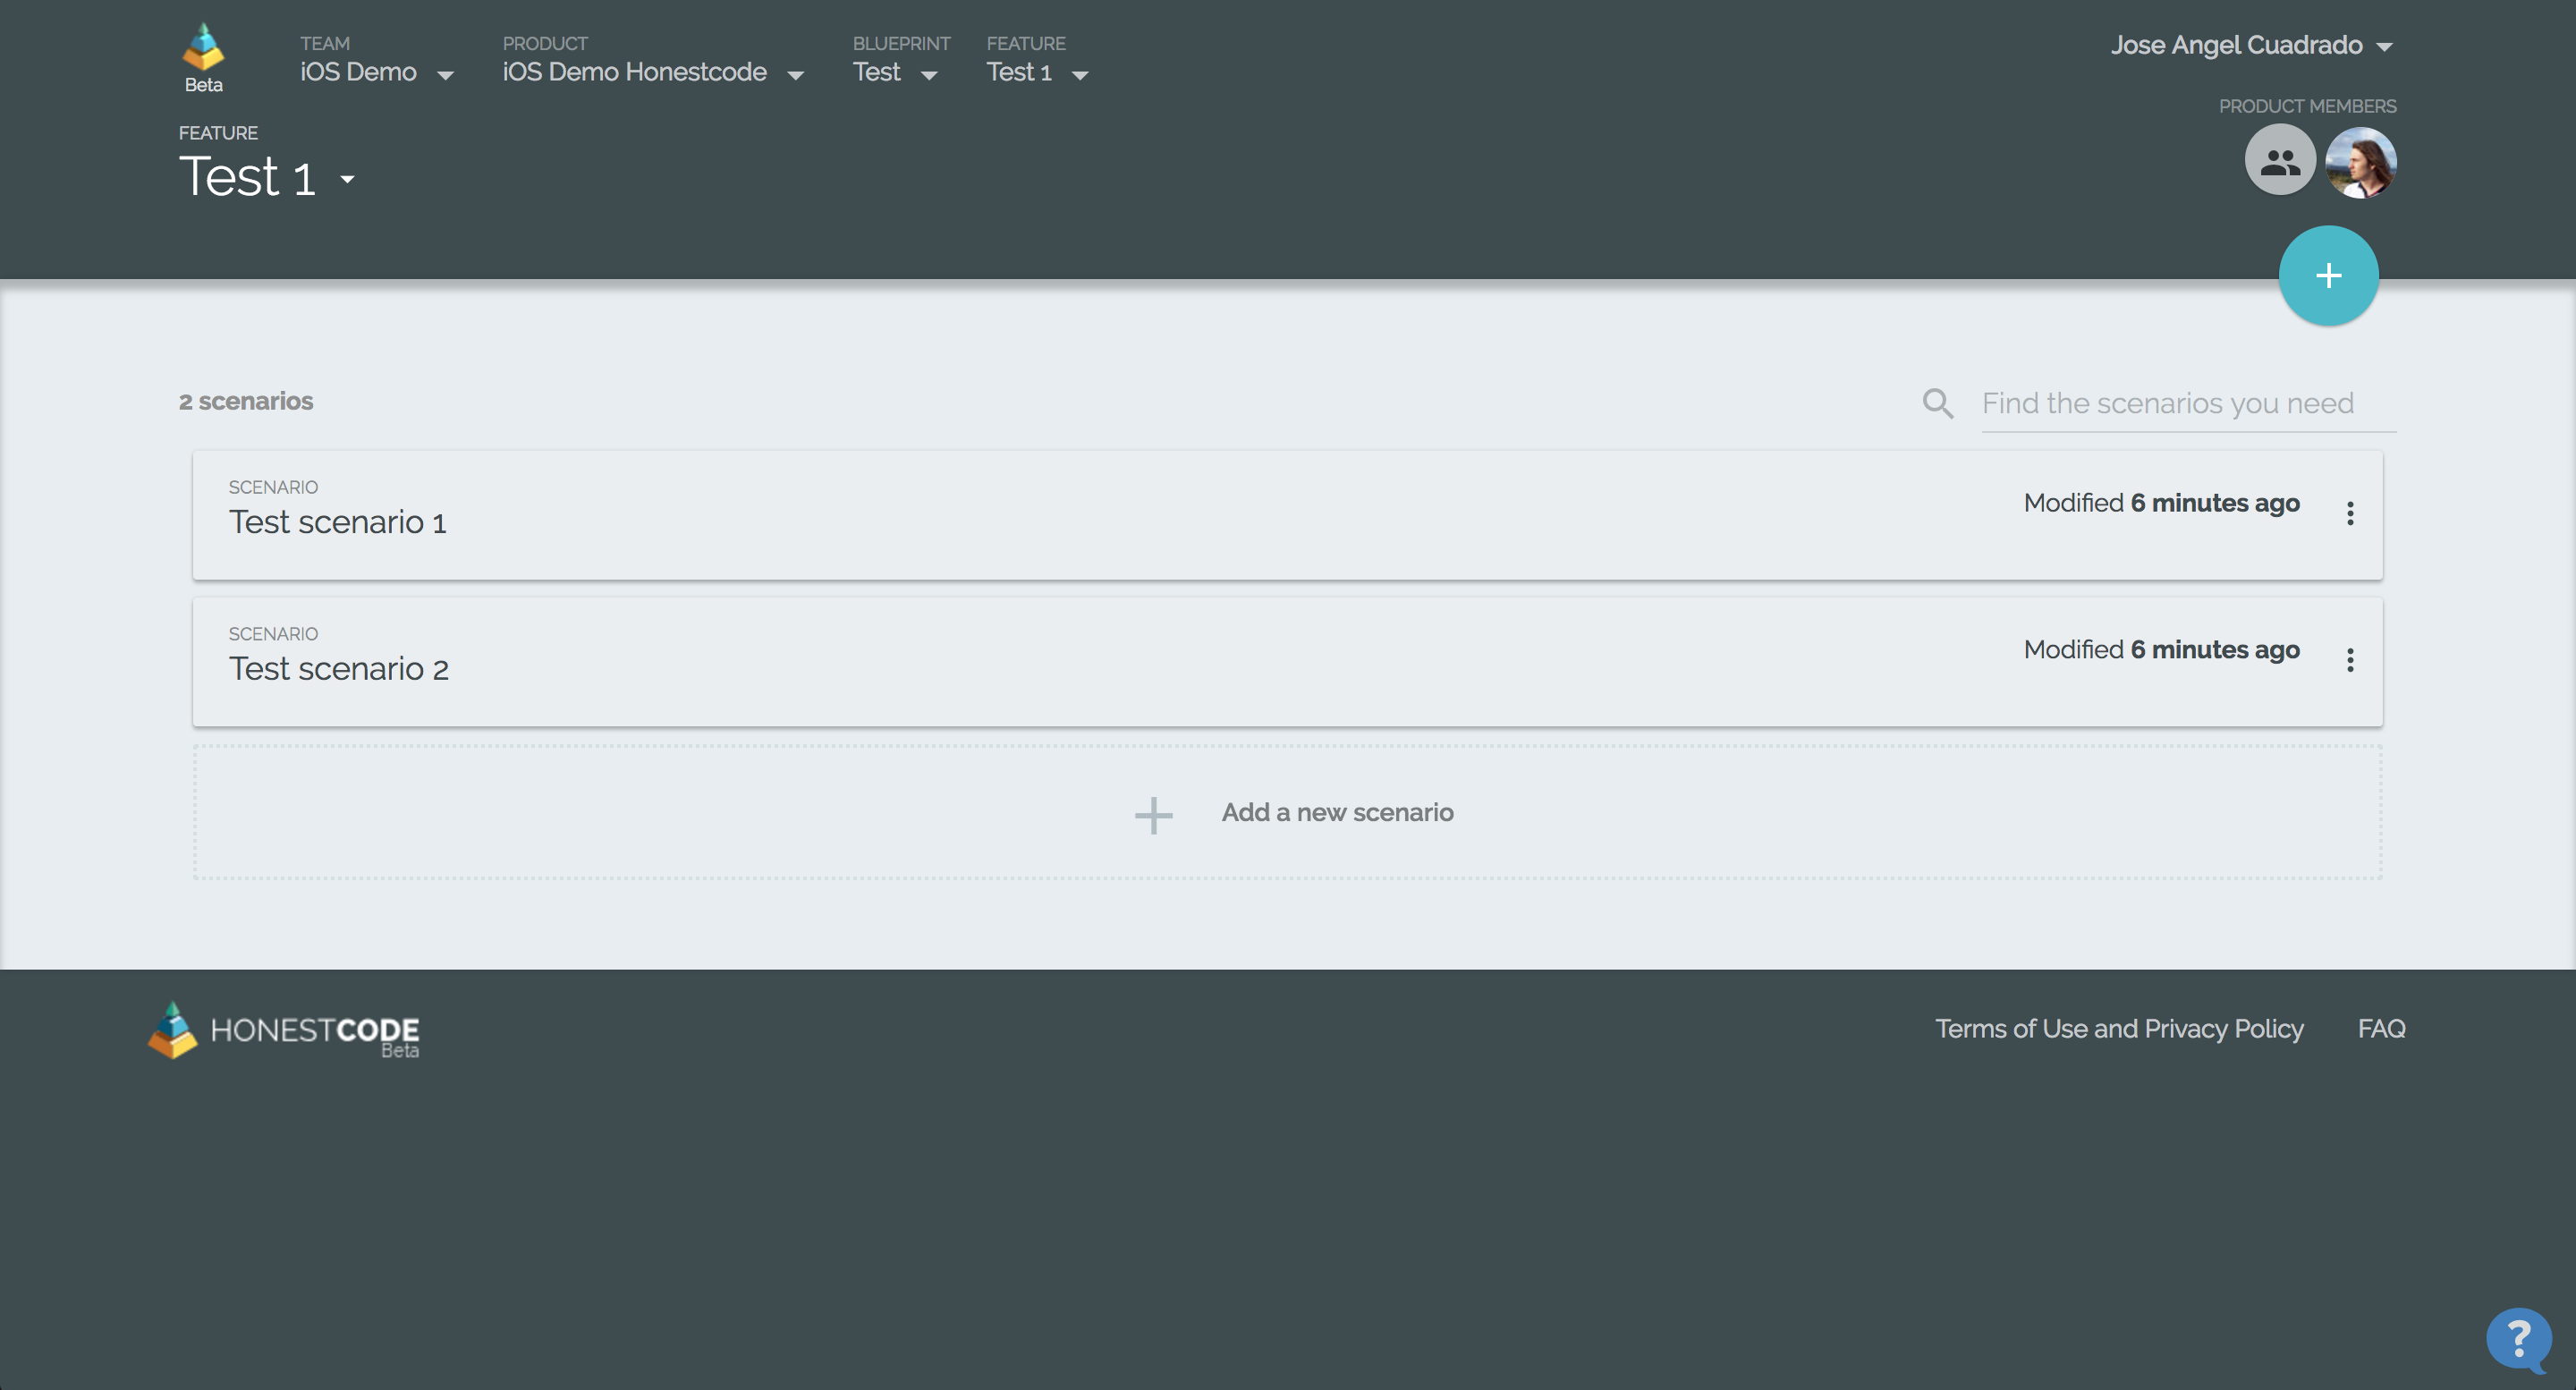 TEAM
iOS Demo
PRODUCT
iOS Demo Honestcode
BLUEPRINT
Test
FEATURE
Test 1
Jose Angel Cuadrado
Beta
PRODUCT MEMBERS
FEATURE
Test 1
+
2 scenarios
Find the scenarios you need
SCENARIO
Test scenario 1
Modified 6 minutes ago
SCENARIO
Test scenario 2
Modified 6 minutes ago
+ Add a new scenario
HONESTCODE
Beta
Terms of Use and Privacy Policy
FAQ
?